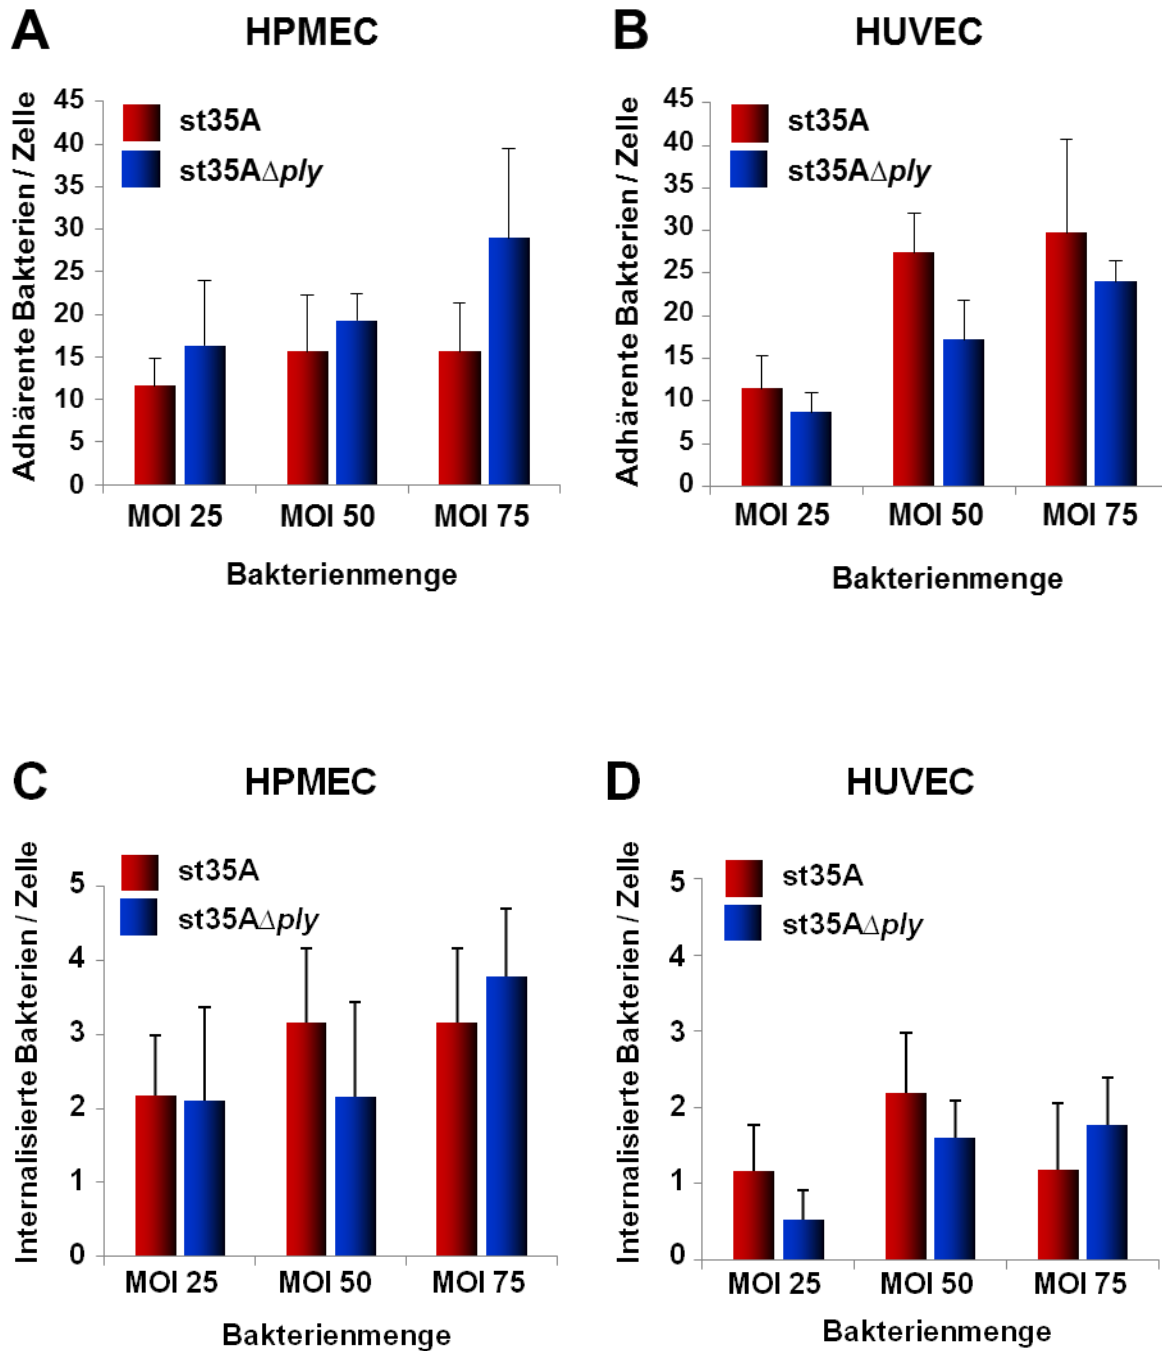 A
HPMEC
Adhärente Bakterien / Zelle
45
40
35
30
25
20
15
10
5
0
st35A
st35AΔply
MOI 25
MOI 50
MOI 75
Bakterienmenge
B
HUVEC
Adhärente Bakterien / Zelle
45
40
35
30
25
20
15
10
5
0
st35A
st35AΔply
MOI 25
MOI 50
MOI 75
Bakterienmenge
C
HPMEC
Internalisierte Bakterien / Zelle
5
4
3
2
1
0
st35A
st35AΔply
MOI 25
MOI 50
MOI 75
Bakterienmenge
D
HUVEC
Internalisierte Bakterien / Zelle
5
4
3
2
1
0
st35A
st35AΔply
MOI 25
MOI 50
MOI 75
Bakterienmenge